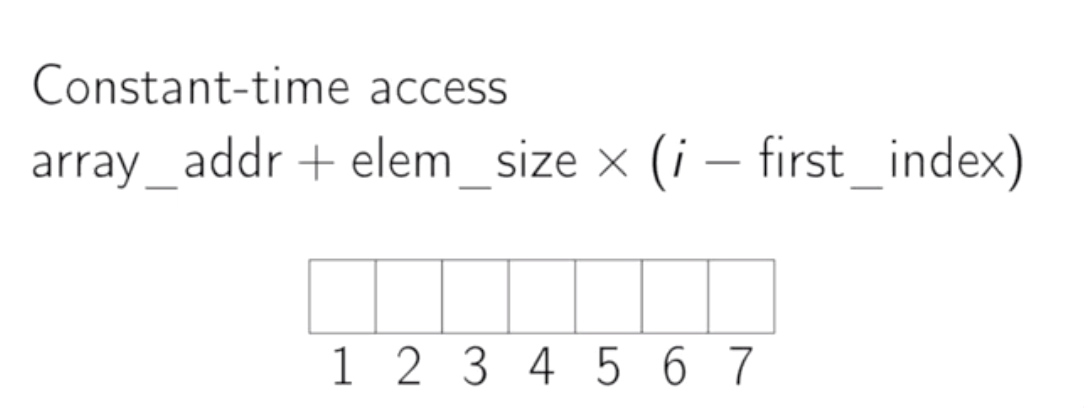 Constant-time access
array_addr + elem_size × (i − first_index)
1 2 3 4 5 6 7